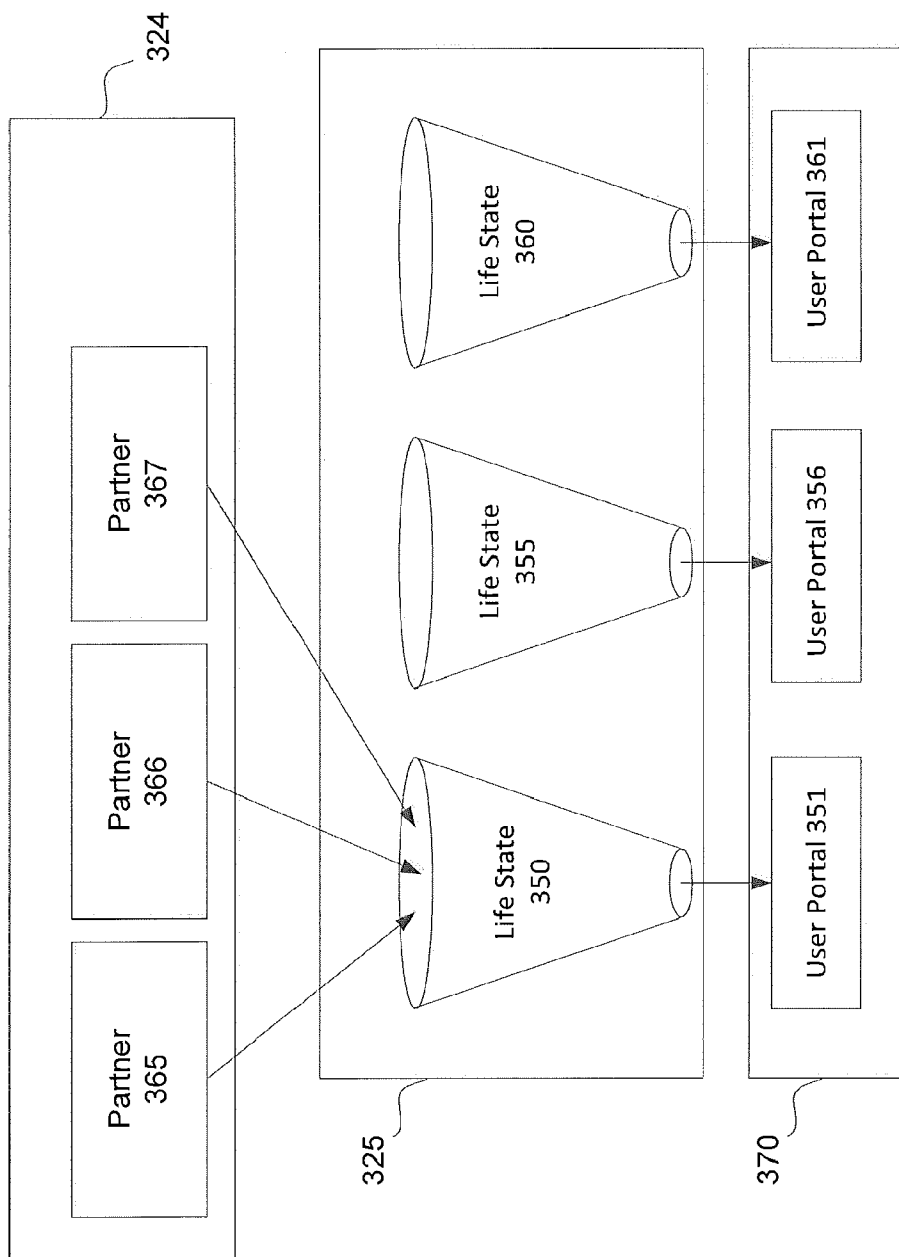 324
Partner
365
Partner
366
Partner
367
325
Life State
350
Life State
355
Life State
360
370
User Portal 351
User Portal 356
User Portal 361